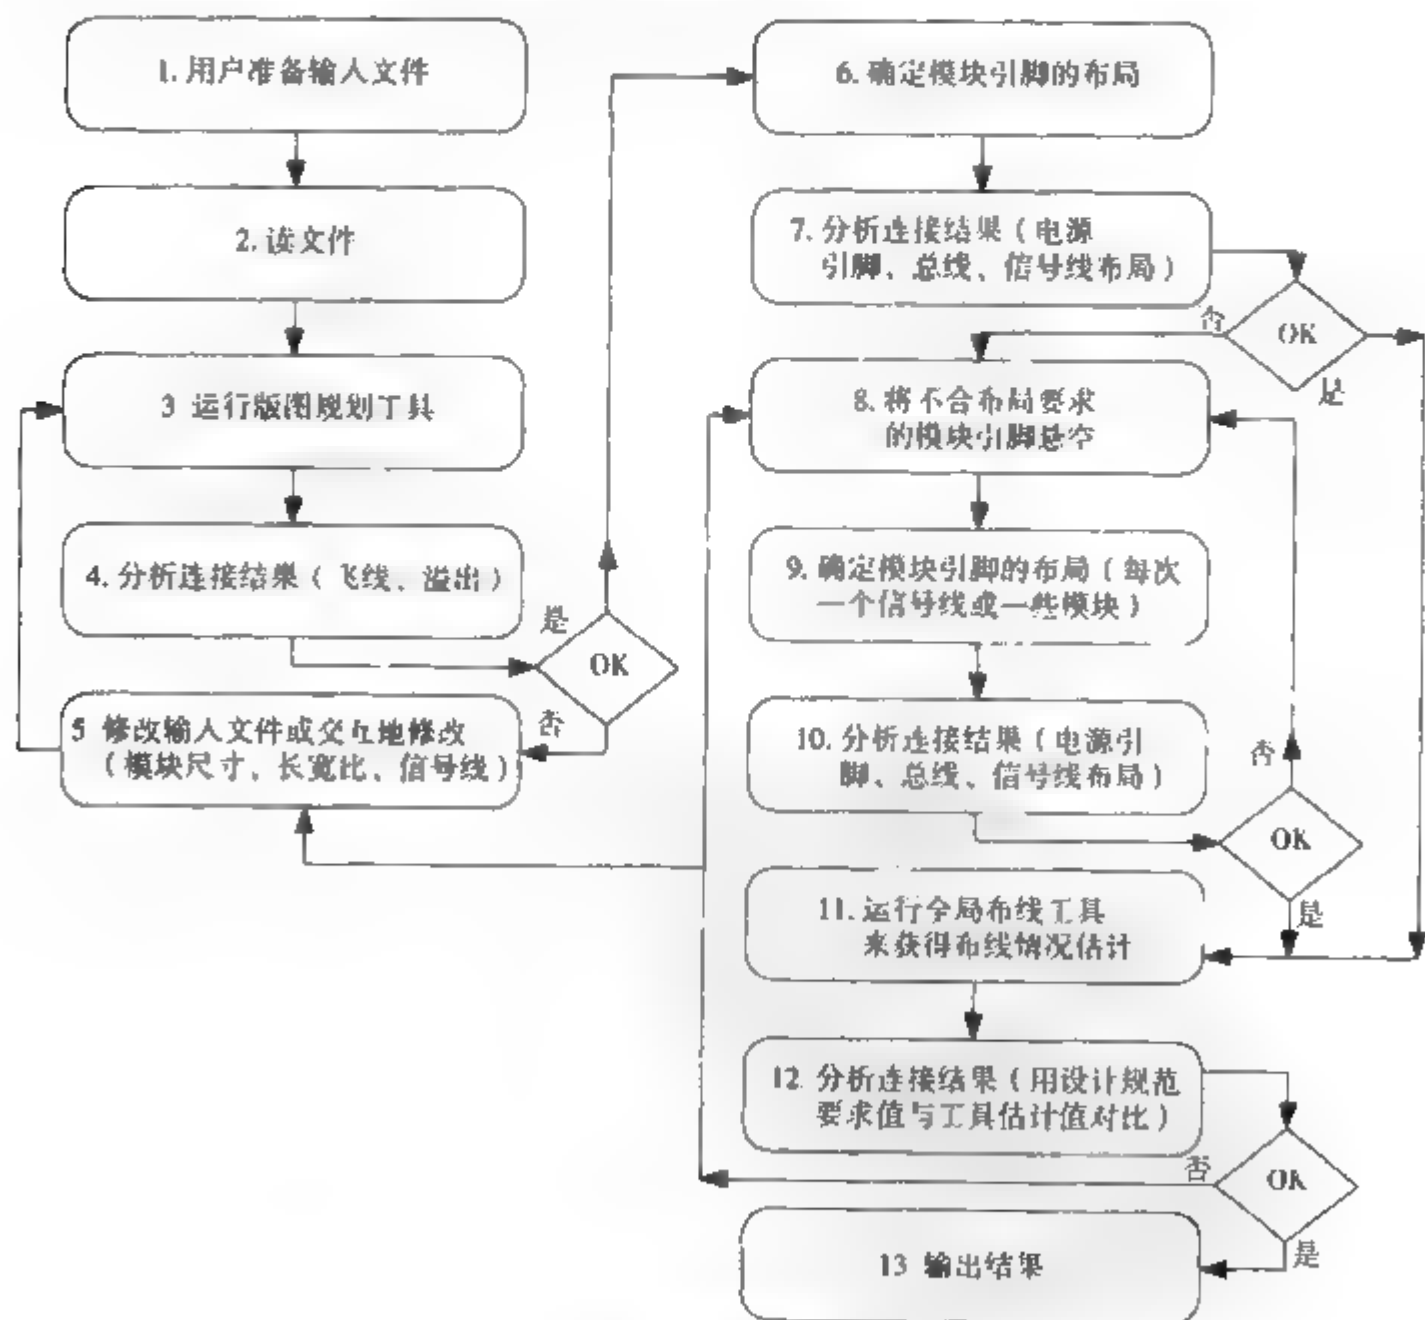 1. 用户准备输人文件
2. 读文件
3 运行版图规划工具
4. 分析连接结果（飞线、溢出）
是
OK
否
5 修改输人文件或交互地修改
（模块尺寸、长宽比、信号线）
6. 确定模块引脚的布局
7. 分析连接结果（电源
引脚、总线、信号线布局）
否
OK
是
8. 将不合布局要求
的模块引脚悬空
9. 确定模块引脚的布局（每次
一个信号线或一些模块）
10. 分析连接结果（电源引
脚、总线、信号线布局）
否
OK
是
11. 运行全局布线工具
来获得布线情况估计
12. 分析连接结果（用设计规范
要求值与工具估计值对比）
否
OK
是
13 输出结果